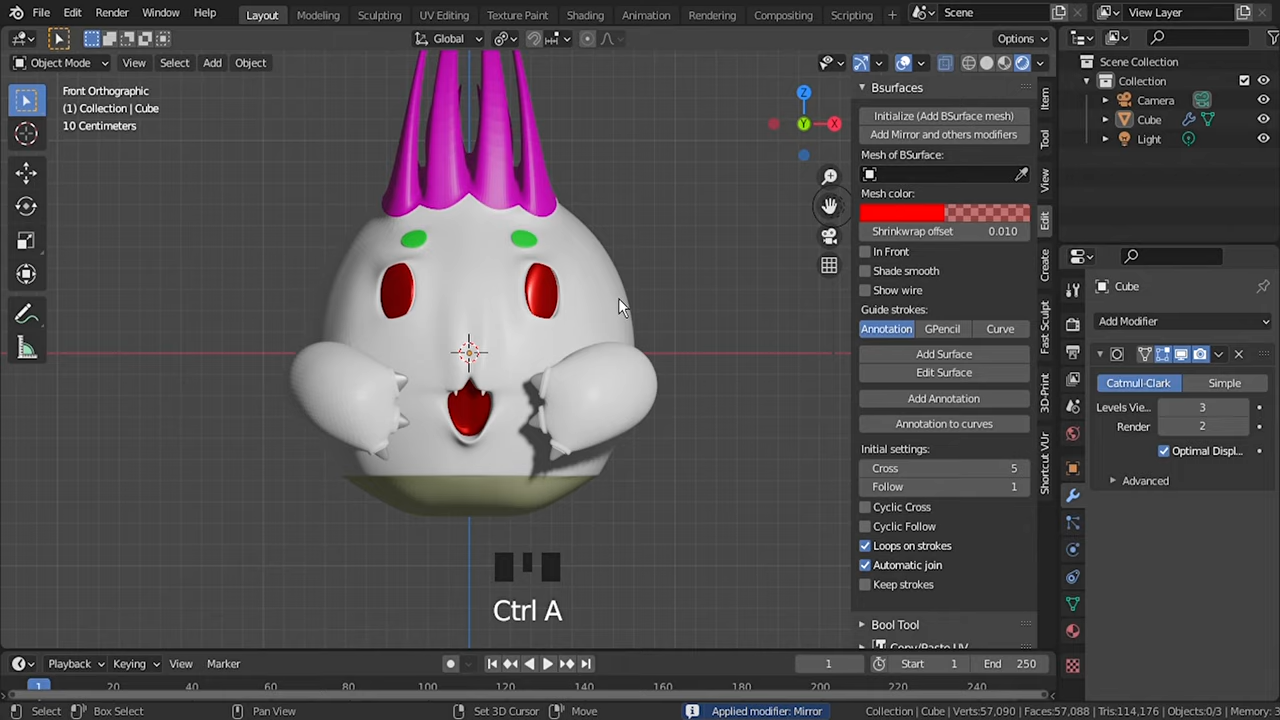 File Edit Render Window Help Layout Modeling Sculpting UV Editing Texture Paint Shading Animation Rendering Compositing Scripting + Scene View Layer
Global Options
Object Mode View Select Add Object
Front Orthographic
(1) Collection | Cube
10 Centimeters
Z
Y
X
Bsurfaces
Initialize (Add BSurface mesh)
Add Mirror and others modifiers
Mesh of BSurface:
Mesh color:
Shrinkwrap offset 0.010
In Front
Shade smooth
Show wire
Guide strokes:
Annotation GPencil Curve
Add Surface
Edit Surface
Add Annotation
Annotation to curves
Initial settings:
Cross 5
Follow 1
Cyclic Cross
Cyclic Follow
Loops on strokes
Automatic join
Keep strokes
Bool Tool
Copy/Paste UV
Item
Tool
View
Edit
Create
Fast Sculpt
3D-Print
Shortcut VUr
Scene Collection
Collection
Camera
Cube
Light
Cube
Add Modifier
Catmull-Clark Simple
Levels Vie... 3
Render 2
Optimal Displ...
Advanced
Ctrl A
Playback Keying View Marker 1 Start 1 End 250
1 20 40 60 80 100 120 140 160 180 200 220 240
Select Box Select Pan View Set 3D Cursor Move Applied modifier: Mirror Collection | Cube | Verts:57,090 | Faces:57,088 | Tris:114,176 | Objects:0/3 | Memory: 3